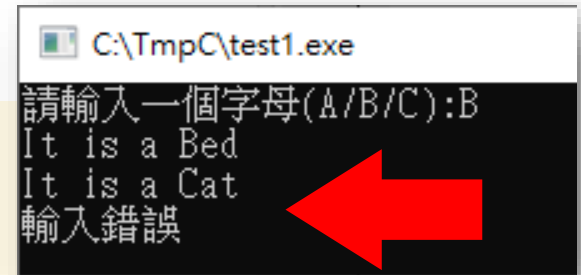 C:\TmpC\test1.exe
請輸入一個字母(A/B/C):B
It is a Bed
It is a Cat
輸入錯誤